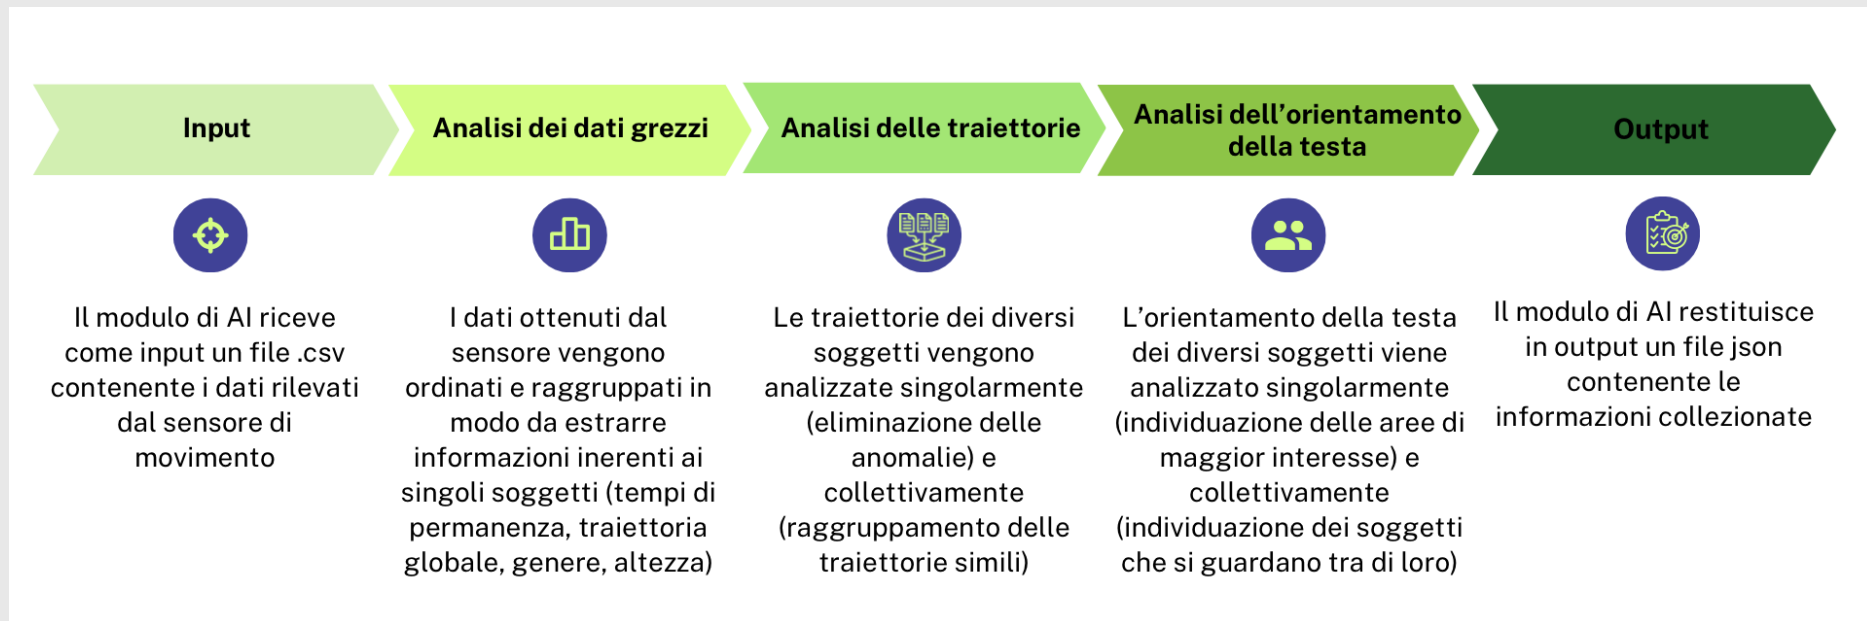 Input
Analisi dei dati grezzi
Analisi delle traiettorie
Analisi dell’orientamento
della testa
Output
Il modulo di AI riceve
come input un file .csv
contenente i dati rilevati
dal sensore di
movimento
I dati ottenuti dal
sensore vengono
ordinati e raggruppati in
modo da estrarre
informazioni inerenti ai
singoli soggetti (tempi di
permanenza, traiettoria
globale, genere, altezza)
Le traiettorie dei diversi
soggetti vengono
analizzate singolarmente
(eliminazione delle
anomalie) e
collettivamente
(raggruppamento delle
traiettorie simili)
L’orientamento della testa
dei diversi soggetti viene
analizzato singolarmente
(individuazione delle aree di
maggior interesse) e
collettivamente
(individuazione dei soggetti
che si guardano tra di loro)
Il modulo di AI restituisce
in output un file json
contenente le
informazioni collezionate